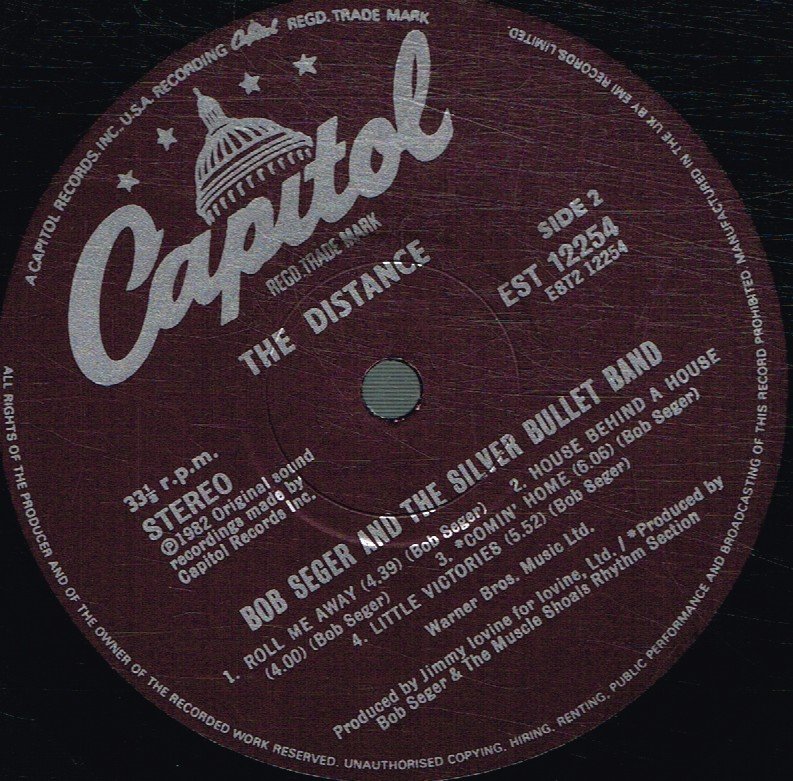 A CAPITOL RECORDS, INC., U.S.A. RECORDING Capitol REGD. TRADE MARK
MANUFACTURED IN THE UK BY EMI RECORDS LIMITED.
Capitol
REGD. TRADE MARK
THE DISTANCE
SIDE 2
EST 12254
EST2 12254
33⅓ r.p.m.
STEREO
Ⓟ1982 Original sound
recordings made by
Capitol Records Inc.
BOB SEGER AND THE SILVER BULLET BAND
1. ROLL ME AWAY (4.39) (Bob Seger) 2. HOUSE BEHIND A HOUSE
(4.00) (Bob Seger) 3. *COMIN' HOME (6.06) (Bob Seger)
4. LITTLE VICTORIES (5.52) (Bob Seger)
Warner Bros. Music Ltd.
Produced by Jimmy Iovine for Iovine, Ltd. / *Produced by
Bob Seger & The Muscle Shoals Rhythm Section
ALL RIGHTS OF THE PRODUCER AND OF THE OWNER OF THE RECORDED WORK RESERVED. UNAUTHORISED COPYING, HIRING, RENTING, PUBLIC PERFORMANCE AND BROADCASTING OF THIS RECORD PROHIBITED.